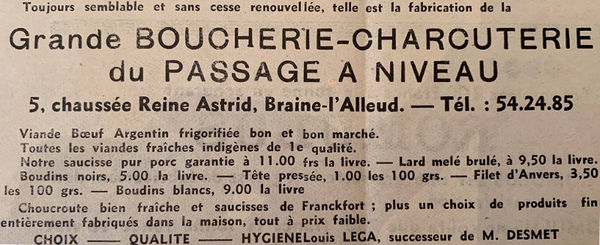 Toujours semblable et sans cesse renouvellée, telle est la fabrication de la
Grande BOUCHERIE-CHARCUTERIE
du PASSAGE A NIVEAU
5, chaussée Reine Astrid, Braine-l'Alleud. — Tél. : 54.24.85
Viande Bœuf Argentin frigorifiée bon et bon marché.
Toutes les viandes fraîches indigènes de 1e qualité.
Notre saucisse pur porc garantie à 11.00 frs la livre. — Lard melé brulé, à 9,50 la livre.
Boudins noirs, 5.00 la livre. — Tête pressée, 1.00 les 100 grs. — Filet d'Anvers, 3,50
les 100 grs. — Boudins blancs, 9.00 la livre
Choucroute bien fraîche et saucisses de Franckfort ; plus un choix de produits fin
entièrement fabriqués dans la maison, tout à prix faible.
CHOIX — QUALITE — HYGIENELouis LEGA, successeur de M. DESMET